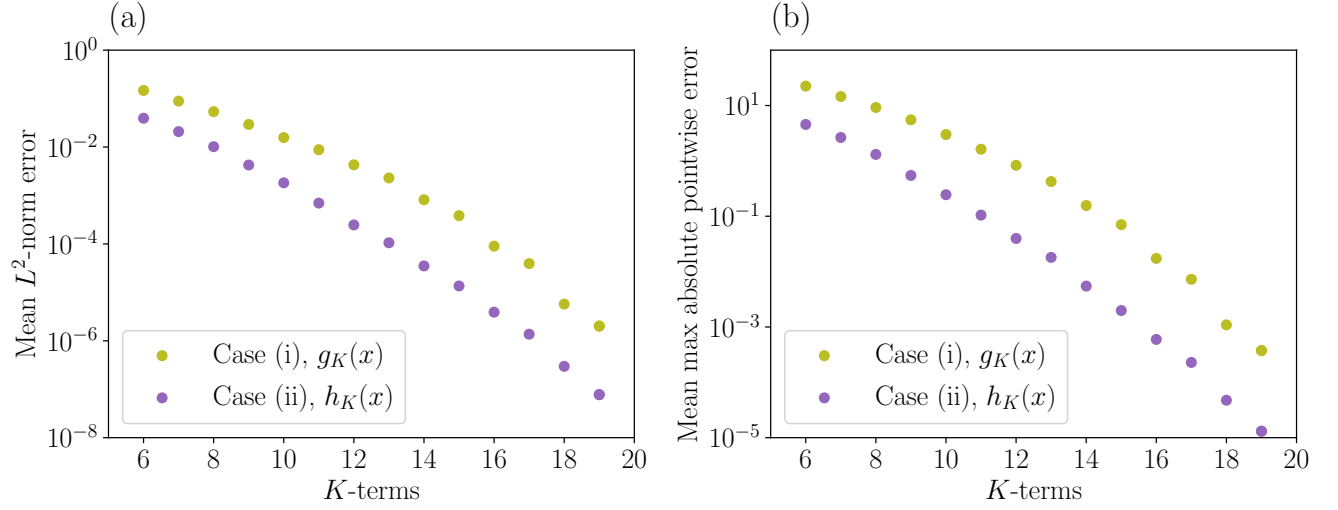 (a)
Mean $L^2$-norm error
$10^0$
$10^{-2}$
$10^{-4}$
$10^{-6}$
$10^{-8}$
Case (i), $g_K(x)$
Case (ii), $h_K(x)$
6 8 10 12 14 16 18 20
$K$-terms
(b)
Mean max absolute pointwise error
$10^1$
$10^{-1}$
$10^{-3}$
$10^{-5}$
Case (i), $g_K(x)$
Case (ii), $h_K(x)$
6 8 10 12 14 16 18 20
$K$-terms